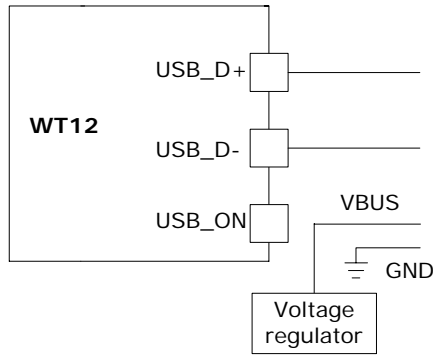 USB_D+
WT12
USB_D-
USB_ON
VBUS
GND
Voltage
regulator